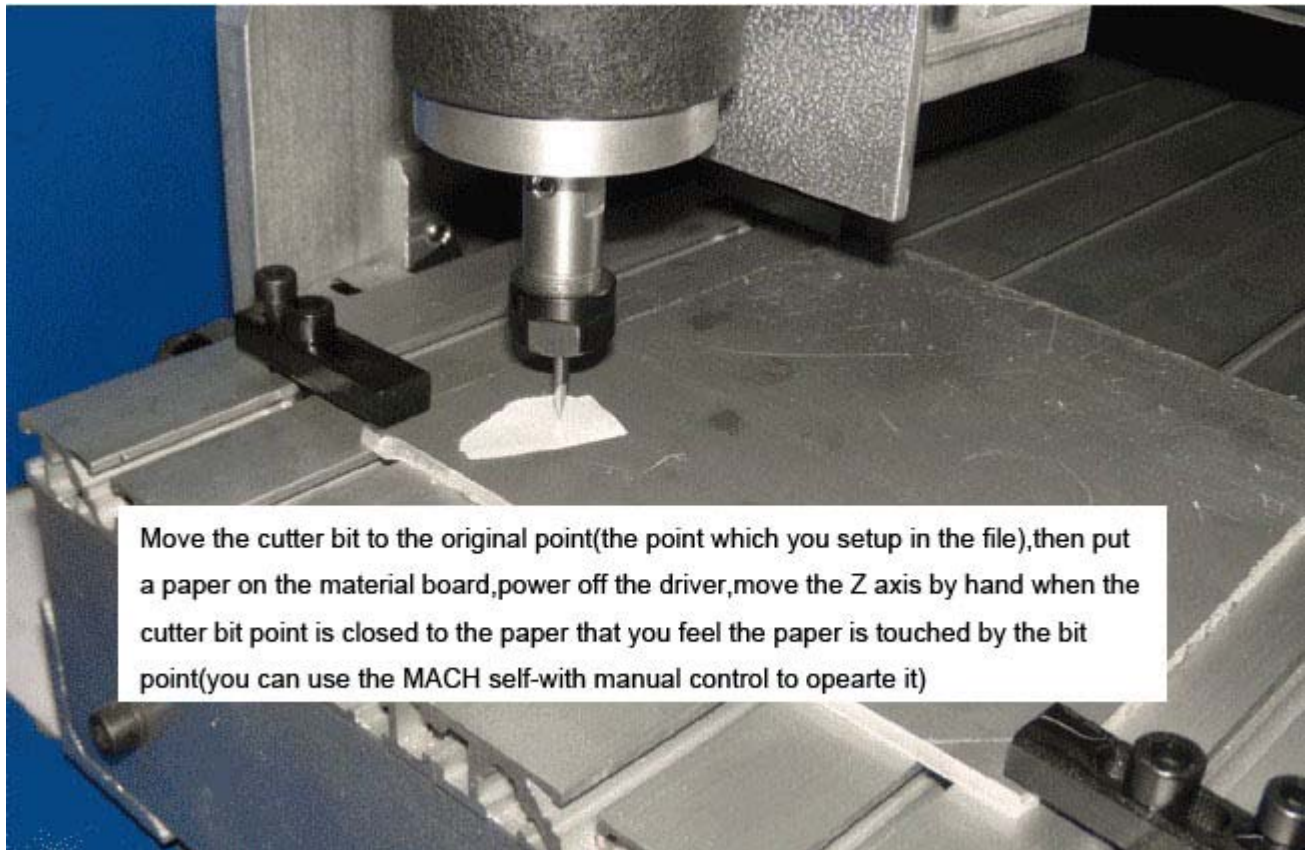 Move the cutter bit to the original point(the point which you setup in the file),then put
a paper on the material board,power off the driver,move the Z axis by hand when the
cutter bit point is closed to the paper that you feel the paper is touched by the bit
point(you can use the MACH self-with manual control to opearte it)